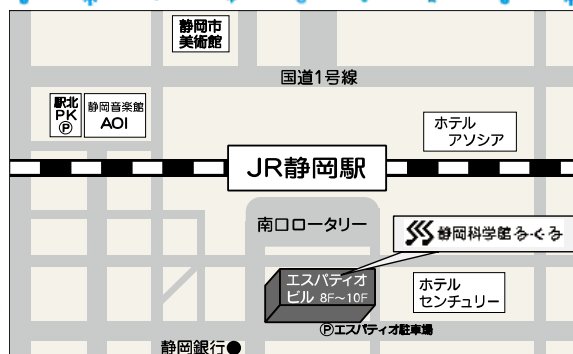 静岡市
美術館
国道1号線
駅北
PK
Ⓟ
静岡音楽館
AOI
ホテル
アソシア
JR静岡駅
南口ロータリー
静岡科学館る・く・る
エスパティオ
ビル 8F〜10F
ホテル
センチュリー
Ⓟエスパティオ駐車場
静岡銀行●